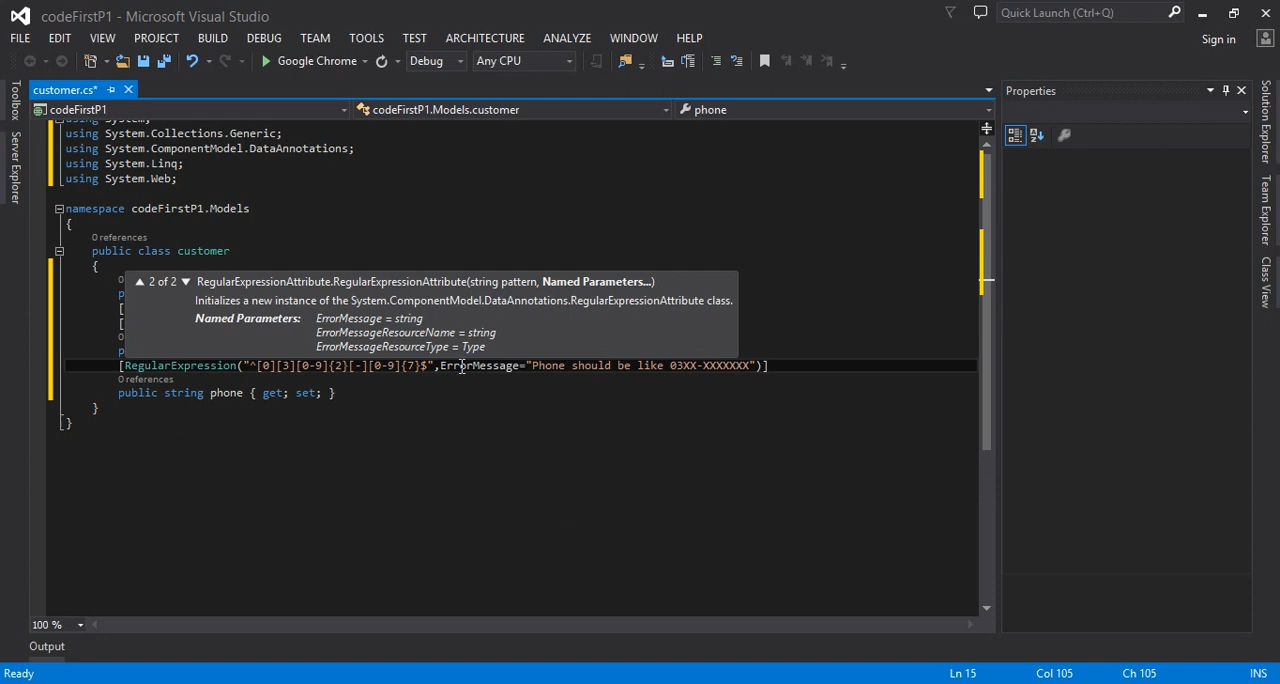 codeFirstP1 - Microsoft Visual Studio
Quick Launch (Ctrl+Q)
FILE EDIT VIEW PROJECT BUILD DEBUG TEAM TOOLS TEST ARCHITECTURE ANALYZE WINDOW HELP
Sign in
Google Chrome Debug Any CPU
Toolbox
Server Explorer
customer.cs*
codeFirstP1 codeFirstP1.Models.customer phone
using System.Collections.Generic;
using System.ComponentModel.DataAnnotations;
using System.Linq;
using System.Web;
namespace codeFirstP1.Models
{
0 references
public class customer
{
2 of 2 RegularExpressionAttribute.RegularExpressionAttribute(string pattern, Named Parameters...)
Initializes a new instance of the System.ComponentModel.DataAnnotations.RegularExpressionAttribute class.
Named Parameters: ErrorMessage = string
ErrorMessageResourceName = string
ErrorMessageResourceType = Type
[RegularExpression("^[0][3][0-9]{2}[-][0-9]{7}$",ErrorMessage="Phone should be like 03XX-XXXXXXX")]
0 references
public string phone { get; set; }
}
}
100 %
Output
Properties
Solution Explorer
Team Explorer
Class View
Ready Ln 15 Col 105 Ch 105 INS